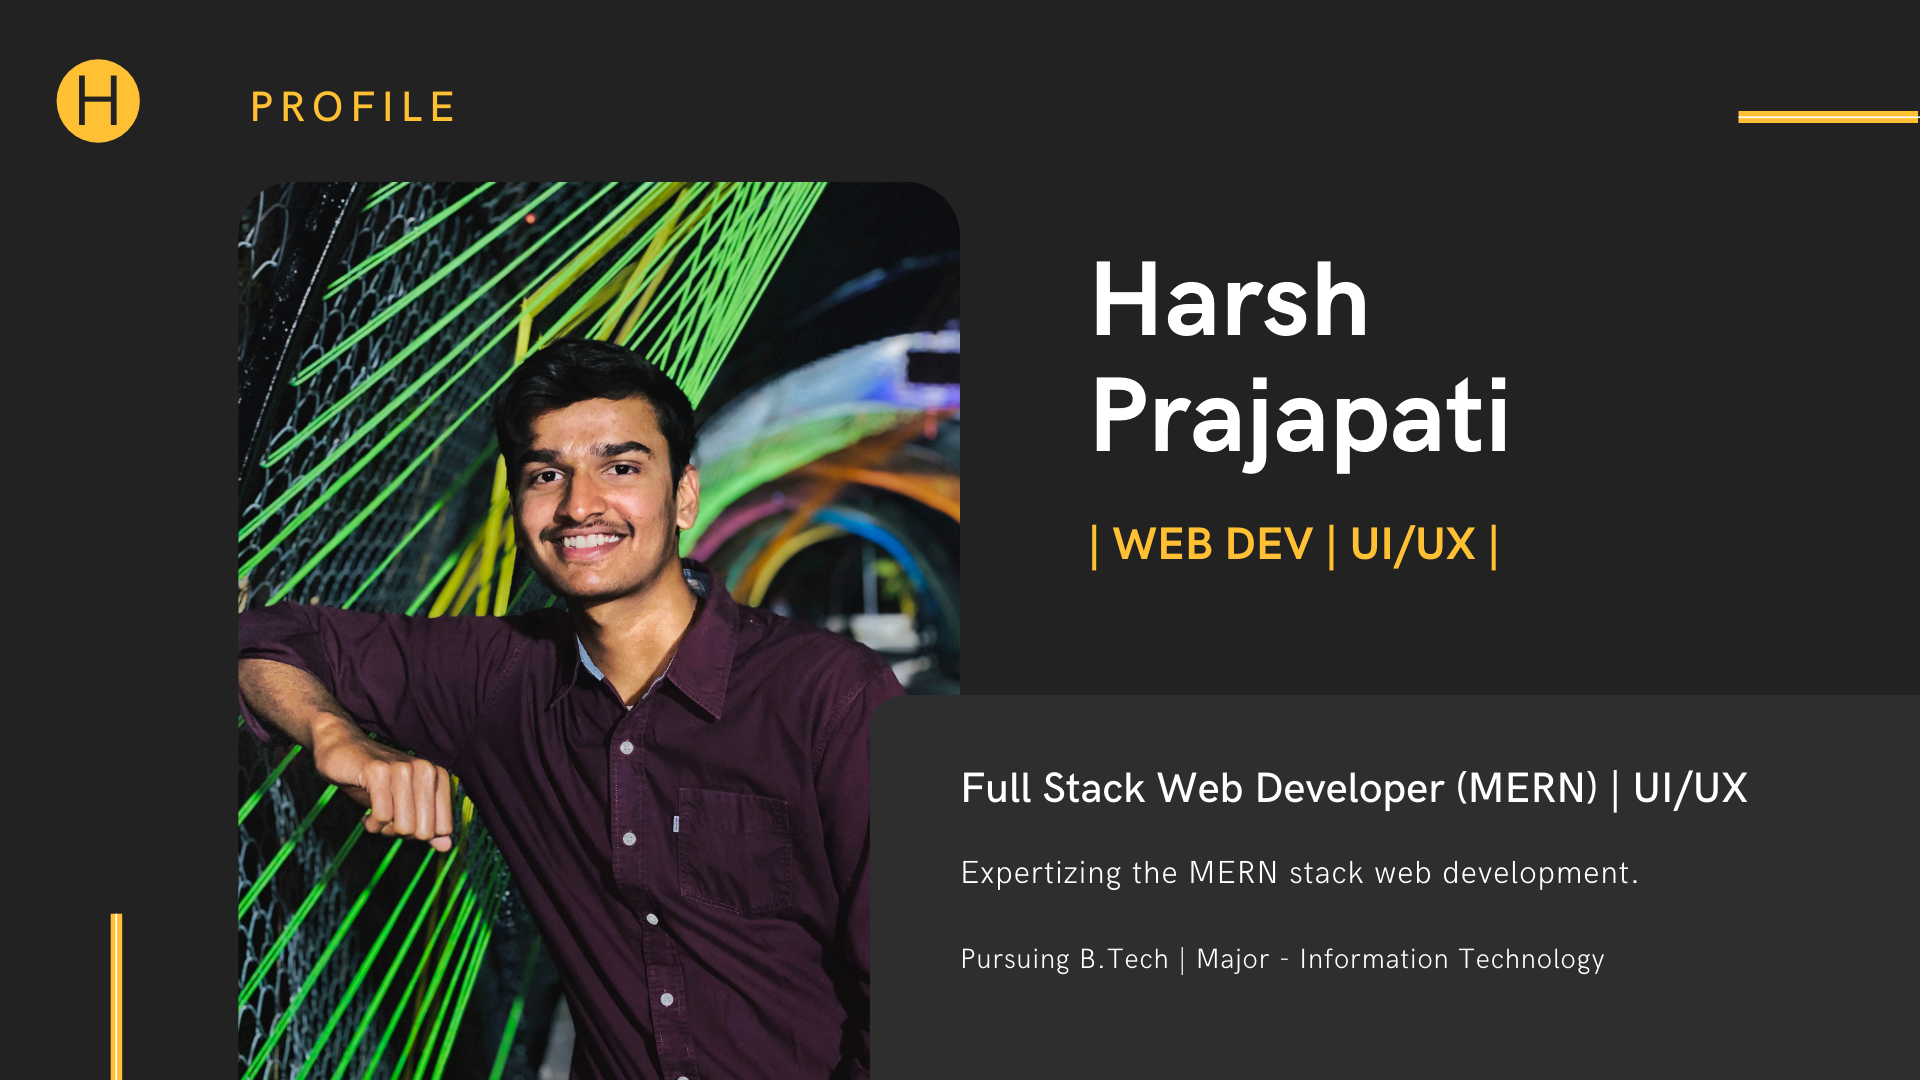 H
PROFILE
Harsh
Prajapati
| WEB DEV | UI/UX |
Full Stack Web Developer (MERN) | UI/UX
Expertizing the MERN stack web development.
Pursuing B.Tech | Major - Information Technology